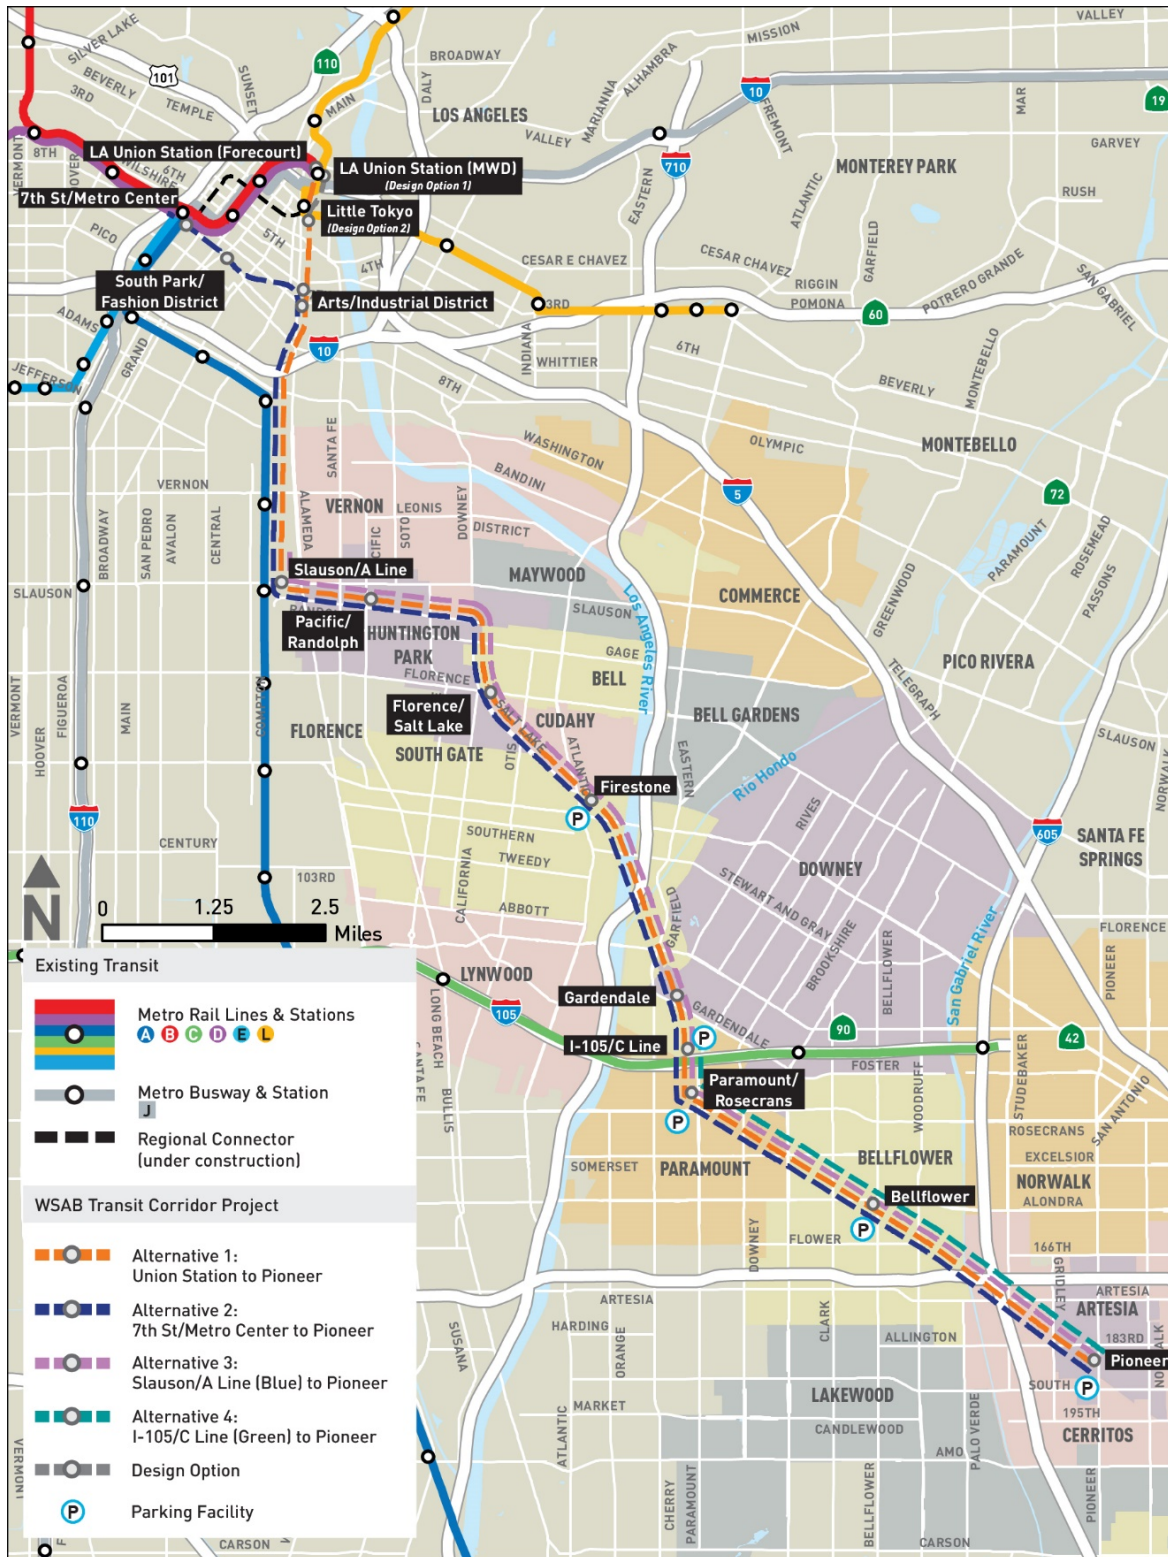 VALLEY
MISSION
SILVER LAKE
SUNSET
110
BROADWAY
101
BEVERLY
3RD
TEMPLE
MAIN
DALY
LOS ANGELES
MARIANNA
ALHAMBRA
10
FREMONT
MAR
19
VERMONT
8TH
LA Union Station (Forecourt)
VALLEY
GARVEY
WILSHIRE
6TH
LA Union Station (MWD)
(Design Option 1)
710
MONTEREY PARK
EASTERN
ATLANTIC
RUSH
7th St/Metro Center
Little Tokyo
(Design Option 2)
PICO
5TH
4TH
CESAR E CHAVEZ
CESAR CHAVEZ
GARFIELD
RIGGIN
POTRERO GRANDE
SAN GABRIEL
South Park/
Fashion District
Arts/Industrial District
3RD
POMONA
60
ADAMS
GRAND
10
INDIANA
WHITTIER
6TH
JEFFERSON
8TH
BEVERLY
MONTEBELLO
SANTA FE
WASHINGTON
OLYMPIC
MONTEBELLO
BANDINI
5
72
VERNON
ALAMEDA
VERNON
LEONIS
SOTO
DOWNEY
DISTRICT
PARAMOUNT
ROSEMEAD
PASSONS
BROADWAY
SAN PEDRO
AVALON
CENTRAL
Slauson/A Line
MAYWOOD
COMMERCE
GREENWOOD
SLAUSON
SLAUSON
Los Angeles River
Pacific/
Randolph
HUNTINGTON
PARK
GAGE
BELL
PICO RIVERA
TELEGRAPH
VERMONT
HOOVER
FIGUEROA
MAIN
COMPTON
FLORENCE
FLORENCE
Florence/
Salt Lake
SALT LAKE
CUDAHY
BELL GARDENS
SOUTH GATE
OTIS
ATLANTIC
EASTERN
Rio Hondo
SLAUSON
NORWALK
Firestone
P
110
RIVES
605
SANTA FE
SPRINGS
CENTURY
SOUTHERN
TWEEDY
DOWNEY
103RD
CALIFORNIA
ABBOTT
STEWART AND GRAY
N
0
1.25
2.5
Miles
GARFIELD
BROOKSHIRE
BELLFLOWER
San Gabriel River
FLORENCE
PIONEER
LYNWOOD
Gardendale
GARDENDALE
105
LONG BEACH
I-105/C Line
P
90
42
FOSTER
STUDEBAKER
SANTA FE
BULLIS
Paramount/
Rosecrans
WOODRUFF
SAN ANTONIO
P
ROSECRANS
SOMERSET
PARAMOUNT
BELLFLOWER
EXCELSIOR
NORWALK
ALONDRA
Bellflower
P
DOWNEY
FLOWER
166TH
GRIDLEY
ARTESIA
ARTESIA
ARTESIA
SUSANA
HARDING
ORANGE
CLARK
ALLINGTON
183RD
Pioneer
P
SOUTH
LAKEWOOD
MARKET
195TH
CANDLEWOOD
CERRITOS
ATLANTIC
AMO
PALO VERDE
CHERRY
PARAMOUNT
BELLFLOWER
PIONEER
CARSON
CARSON
CARSON
VERMONT
Existing Transit
Metro Rail Lines & Stations
A B C D E L
Metro Busway & Station
J
Regional Connector
(under construction)
WSAB Transit Corridor Project
Alternative 1:
Union Station to Pioneer
Alternative 2:
7th St/Metro Center to Pioneer
Alternative 3:
Slauson/A Line (Blue) to Pioneer
Alternative 4:
I-105/C Line (Green) to Pioneer
Design Option
P Parking Facility